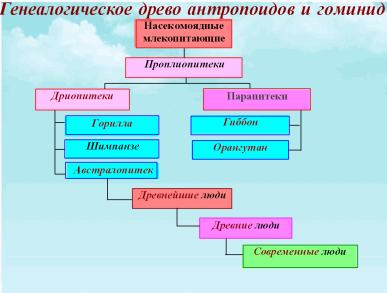 Генеалогическое древо антропоидов и гоминид
Насекомоядные
млекопитающие
Проплиопитеки
Дриопитеки
Парапитеки
Горилла
Гиббон
Шимпанзе
Орангутан
Австралопитек
Древнейшие люди
Древние люди
Современные люди